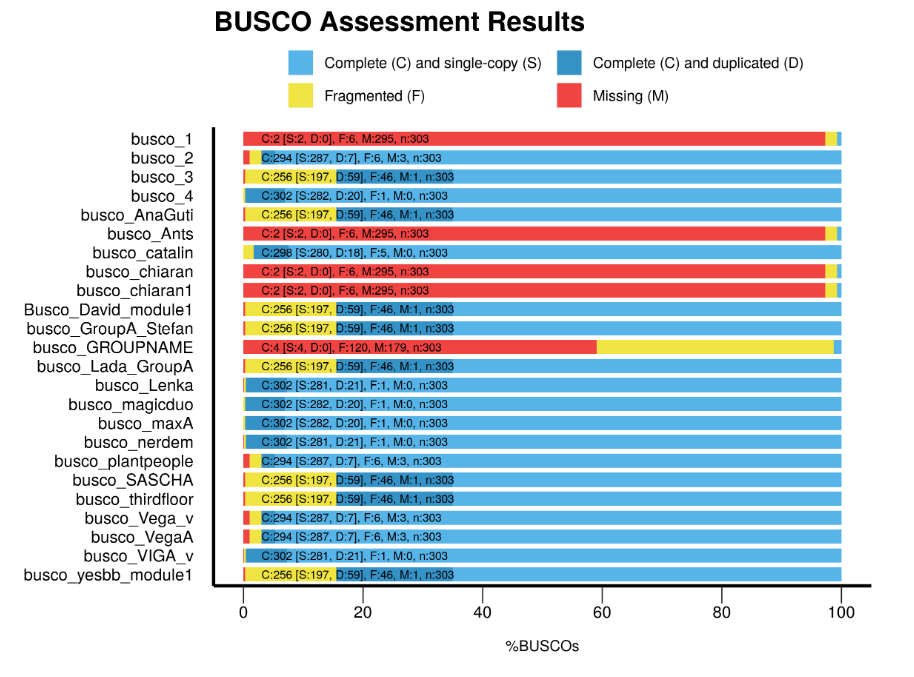 BUSCO Assessment Results
Complete (C) and single-copy (S) Complete (C) and duplicated (D)
Fragmented (F) Missing (M)
busco_1 C:2 [S:2, D:0], F:6, M:295, n:303
busco_2 C:294 [S:287, D:7], F:6, M:3, n:303
busco_3 C:256 [S:197, D:59], F:46, M:1, n:303
busco_4 C:302 [S:282, D:20], F:1, M:0, n:303
busco_AnaGuti C:256 [S:197, D:59], F:46, M:1, n:303
busco_Ants C:2 [S:2, D:0], F:6, M:295, n:303
busco_catalin C:298 [S:280, D:18], F:5, M:0, n:303
busco_chiaran C:2 [S:2, D:0], F:6, M:295, n:303
busco_chiaran1 C:2 [S:2, D:0], F:6, M:295, n:303
Busco_David_module1 C:256 [S:197, D:59], F:46, M:1, n:303
busco_GroupA_Stefan C:256 [S:197, D:59], F:46, M:1, n:303
busco_GROUPNAME C:4 [S:4, D:0], F:120, M:179, n:303
busco_Lada_GroupA C:256 [S:197, D:59], F:46, M:1, n:303
busco_Lenka C:302 [S:281, D:21], F:1, M:0, n:303
busco_magicduo C:302 [S:282, D:20], F:1, M:0, n:303
busco_maxA C:302 [S:282, D:20], F:1, M:0, n:303
busco_nerdem C:302 [S:281, D:21], F:1, M:0, n:303
busco_plantpeople C:294 [S:287, D:7], F:6, M:3, n:303
busco_SASCHA C:256 [S:197, D:59], F:46, M:1, n:303
busco_thirdfloor C:256 [S:197, D:59], F:46, M:1, n:303
busco_Vega_v C:294 [S:287, D:7], F:6, M:3, n:303
busco_VegaA C:294 [S:287, D:7], F:6, M:3, n:303
busco_VIGA_v C:302 [S:281, D:21], F:1, M:0, n:303
busco_yesbb_module1 C:256 [S:197, D:59], F:46, M:1, n:303
0 20 40 60 80 100
%BUSCOs